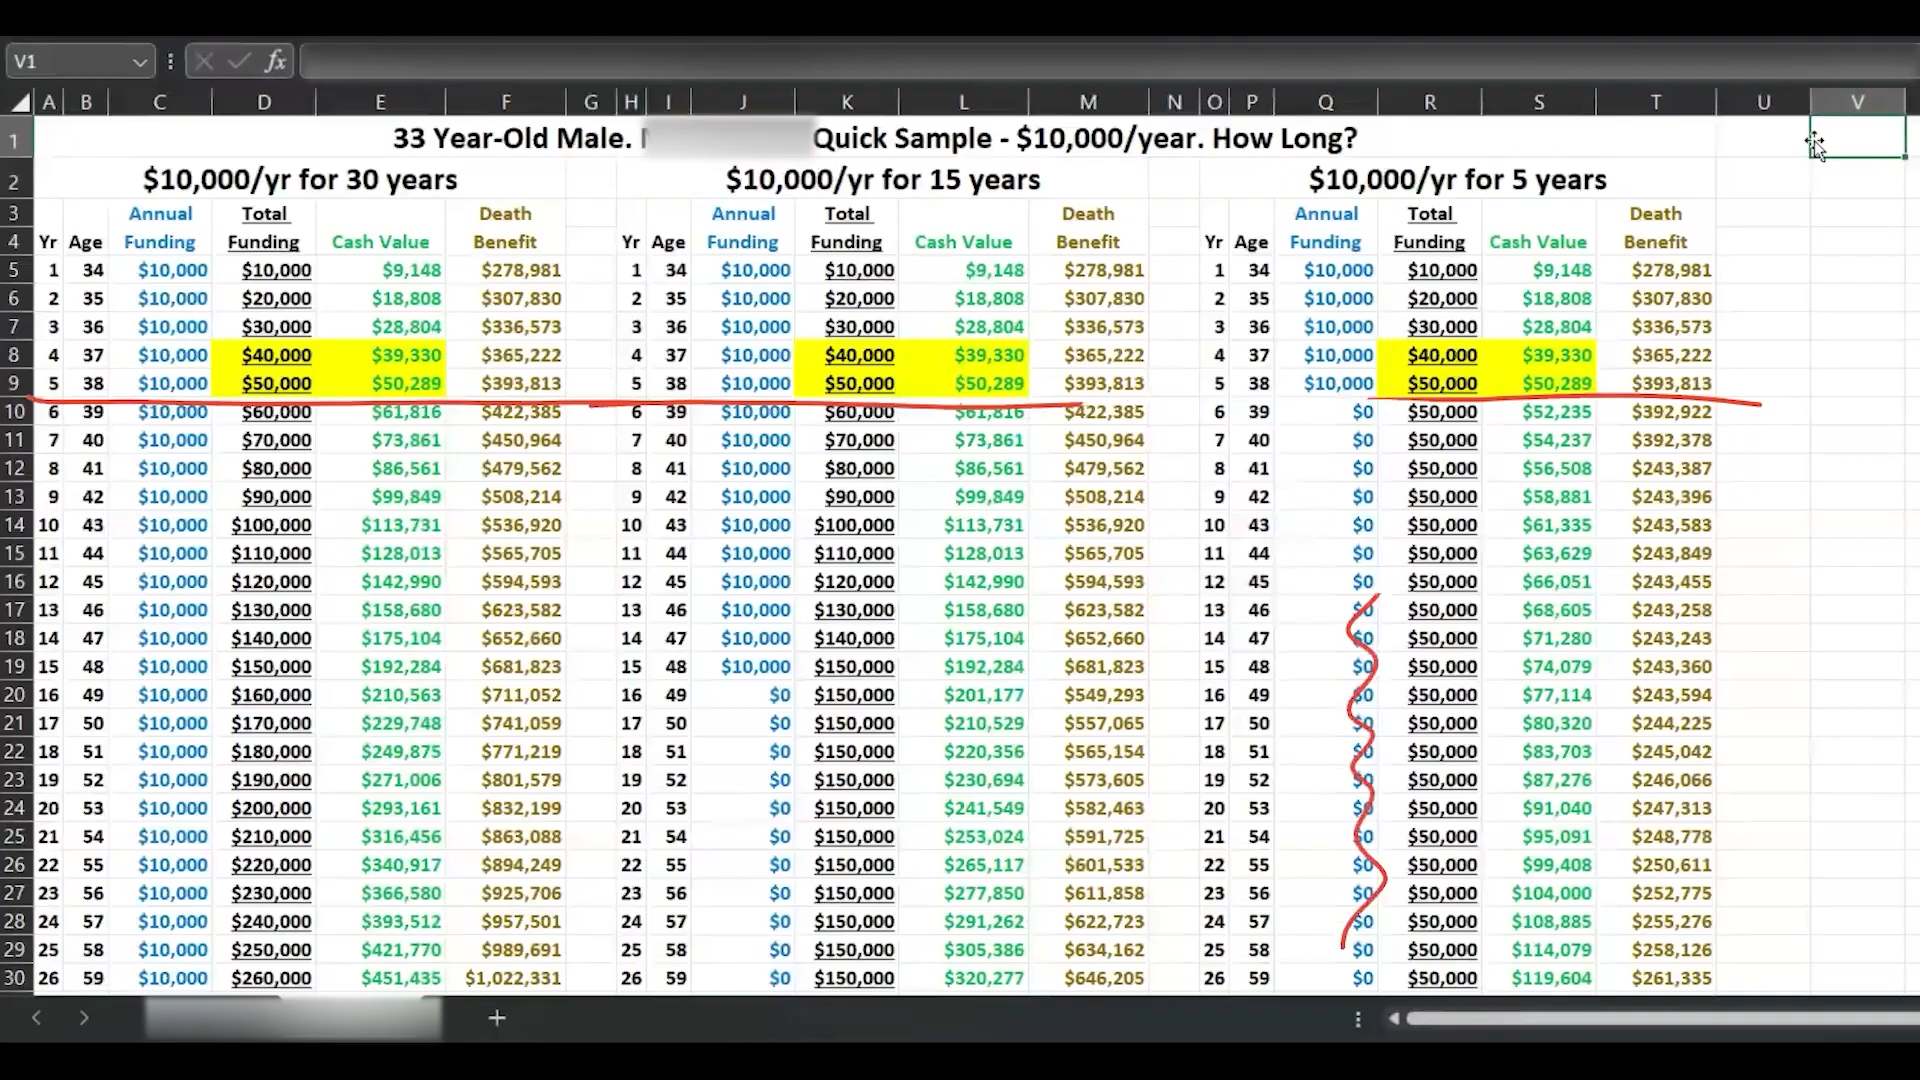 V1
fx
A B C D E F G H I J K L M N O P Q R S T U V
1 33 Year-Old Male. Quick Sample - $10,000/year. How Long?
2 $10,000/yr for 30 years $10,000/yr for 15 years $10,000/yr for 5 years
3 Annual Total Death Annual Total Death Annual Total Death
4 Yr Age Funding Funding Cash Value Benefit Yr Age Funding Funding Cash Value Benefit Yr Age Funding Funding Cash Value Benefit
5 1 34 $10,000 $10,000 $9,148 $278,981 1 34 $10,000 $10,000 $9,148 $278,981 1 34 $10,000 $10,000 $9,148 $278,981
6 2 35 $10,000 $20,000 $18,808 $307,830 2 35 $10,000 $20,000 $18,808 $307,830 2 35 $10,000 $20,000 $18,808 $307,830
7 3 36 $10,000 $30,000 $28,804 $336,573 3 36 $10,000 $30,000 $28,804 $336,573 3 36 $10,000 $30,000 $28,804 $336,573
8 4 37 $10,000 $40,000 $39,330 $365,222 4 37 $10,000 $40,000 $39,330 $365,222 4 37 $10,000 $40,000 $39,330 $365,222
9 5 38 $10,000 $50,000 $50,289 $393,813 5 38 $10,000 $50,000 $50,289 $393,813 5 38 $10,000 $50,000 $50,289 $393,813
10 6 39 $10,000 $60,000 $61,816 $422,385 6 39 $10,000 $60,000 $61,816 $422,385 6 39 $0 $50,000 $52,235 $392,922
11 7 40 $10,000 $70,000 $73,861 $450,964 7 40 $10,000 $70,000 $73,861 $450,964 7 40 $0 $50,000 $54,237 $392,378
12 8 41 $10,000 $80,000 $86,561 $479,562 8 41 $10,000 $80,000 $86,561 $479,562 8 41 $0 $50,000 $56,508 $243,387
13 9 42 $10,000 $90,000 $99,849 $508,214 9 42 $10,000 $90,000 $99,849 $508,214 9 42 $0 $50,000 $58,881 $243,396
14 10 43 $10,000 $100,000 $113,731 $536,920 10 43 $10,000 $100,000 $113,731 $536,920 10 43 $0 $50,000 $61,335 $243,583
15 11 44 $10,000 $110,000 $128,013 $565,705 11 44 $10,000 $110,000 $128,013 $565,705 11 44 $0 $50,000 $63,629 $243,849
16 12 45 $10,000 $120,000 $142,990 $594,593 12 45 $10,000 $120,000 $142,990 $594,593 12 45 $0 $50,000 $66,051 $243,455
17 13 46 $10,000 $130,000 $158,680 $623,582 13 46 $10,000 $130,000 $158,680 $623,582 13 46 $0 $50,000 $68,605 $243,258
18 14 47 $10,000 $140,000 $175,104 $652,660 14 47 $10,000 $140,000 $175,104 $652,660 14 47 $0 $50,000 $71,280 $243,243
19 15 48 $10,000 $150,000 $192,284 $681,823 15 48 $10,000 $150,000 $192,284 $681,823 15 48 $0 $50,000 $74,079 $243,360
20 16 49 $10,000 $160,000 $210,563 $711,052 16 49 $0 $150,000 $201,177 $549,293 16 49 $0 $50,000 $77,114 $243,594
21 17 50 $10,000 $170,000 $229,748 $741,059 17 50 $0 $150,000 $210,529 $557,065 17 50 $0 $50,000 $80,320 $244,225
22 18 51 $10,000 $180,000 $249,875 $771,219 18 51 $0 $150,000 $220,356 $565,154 18 51 $0 $50,000 $83,703 $245,042
23 19 52 $10,000 $190,000 $271,006 $801,579 19 52 $0 $150,000 $230,694 $573,605 19 52 $0 $50,000 $87,276 $246,066
24 20 53 $10,000 $200,000 $293,161 $832,199 20 53 $0 $150,000 $241,549 $582,463 20 53 $0 $50,000 $91,040 $247,313
25 21 54 $10,000 $210,000 $316,456 $863,088 21 54 $0 $150,000 $253,024 $591,725 21 54 $0 $50,000 $95,091 $248,778
26 22 55 $10,000 $220,000 $340,917 $894,249 22 55 $0 $150,000 $265,117 $601,533 22 55 $0 $50,000 $99,408 $250,611
27 23 56 $10,000 $230,000 $366,580 $925,706 23 56 $0 $150,000 $277,850 $611,858 23 56 $0 $50,000 $104,000 $252,775
28 24 57 $10,000 $240,000 $393,512 $957,501 24 57 $0 $150,000 $291,262 $622,723 24 57 $0 $50,000 $108,885 $255,276
29 25 58 $10,000 $250,000 $421,770 $989,691 25 58 $0 $150,000 $305,386 $634,162 25 58 $0 $50,000 $114,079 $258,126
30 26 59 $10,000 $260,000 $451,435 $1,022,331 26 59 $0 $150,000 $320,277 $646,205 26 59 $0 $50,000 $119,604 $261,335